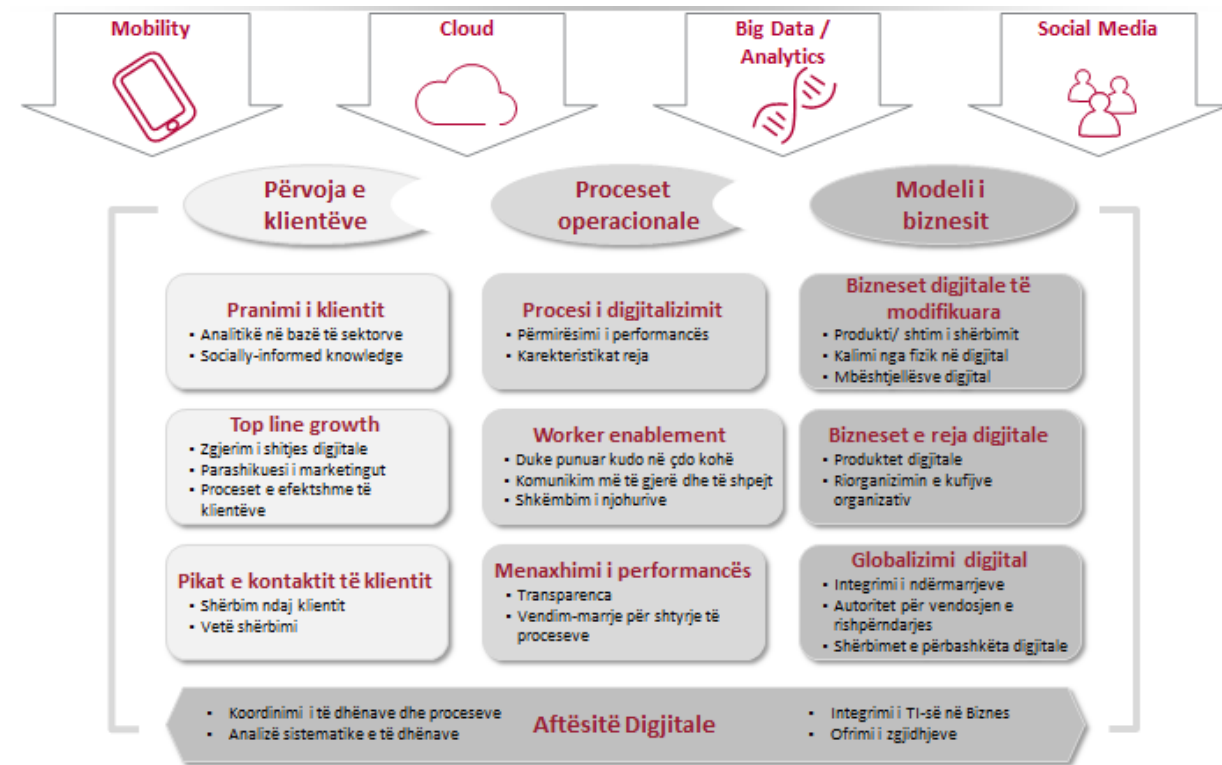 Mobility
Cloud
Big Data /
Analytics
Social Media
Përvoja e
klientëve
Proceset
operacionale
Modeli i
biznesit
Pranimi i klientit
▪ Analitikë në bazë të sektorve
▪ Socially-informed knowledge
Procesi i digjitalizimit
▪ Përmirësimi i performancës
▪ Karekteristikat reja
Bizneset digjitale të
modifikuara
▪ Produkti/ shtim i shërbimit
▪ Kalimi nga fizik në digjital
▪ Mbështjellësve digjital
Top line growth
▪ Zgjerim i shitjes digjitale
▪ Parashikuesi i marketingut
▪ Proceset e efektshme të
klientëve
Worker enablement
▪ Duke punuar kudo në çdo kohë
▪ Komunikim më të gjerë dhe të shpejt
▪ Shkëmbim i njohurive
Bizneset e reja digjitale
▪ Produktet digjitale
▪ Riorganizimin e kufijve
organizativ
Pikat e kontaktit të klientit
▪ Shërbim ndaj klientit
▪ Vetë shërbimi
Menaxhimi i performancës
▪ Transparenca
▪ Vendim-marrje për shtyrje të
proceseve
Globalizimi digjital
▪ Integrimi i ndërmarrjeve
▪ Autoritet për vendosjen e
rishpërndarjes
▪ Shërbimet e përbashkëta digjitale
▪ Koordinimi i të dhënave dhe proceseve
▪ Analizë sistematike e të dhënave
Aftësitë Digjitale
▪ Integrimi i TI-së në Biznes
▪ Ofrimi i zgjidhjeve